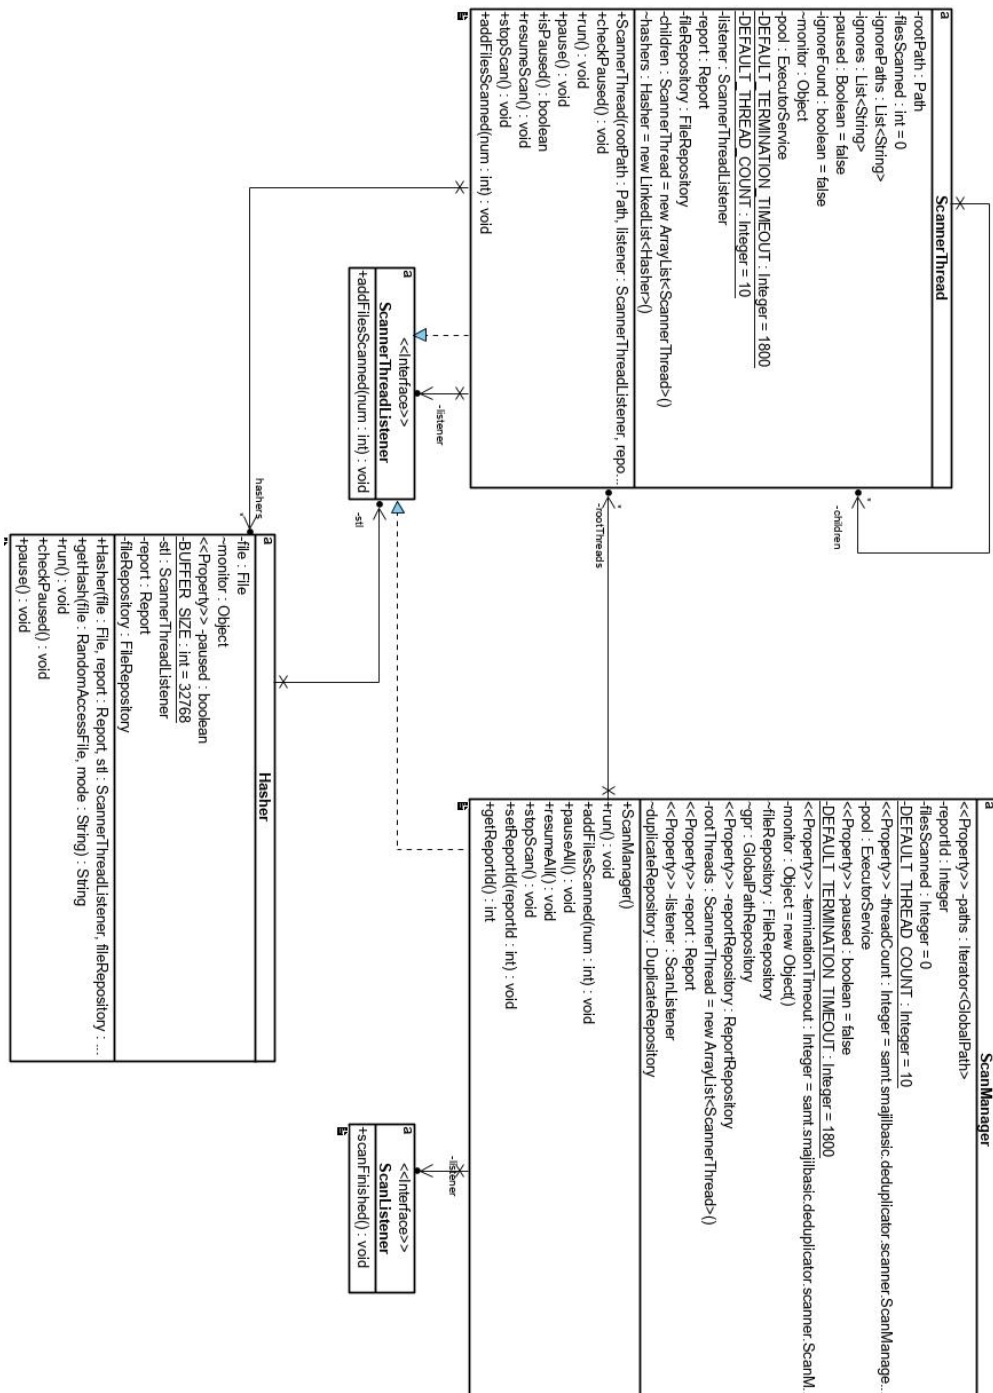 a
ScannerThread
-rootPath : Path
-filesScanned : int = 0
-ignorePaths : List<String>
-ignores : List<String>
-paused : Boolean = false
-ignoreFound : boolean = false
~monitor : Object
-pool : ExecutorService
-DEFAULT_TERMINATION_TIMEOUT : Integer = 1800
-DEFAULT_THREAD_COUNT : Integer = 10
-listener : ScannerThreadListener
-report : Report
-fileRepository : FileRepository
-children : ScannerThread = new ArrayList<ScannerThread>()
~hashers : Hasher = new LinkedList<Hasher>()
+ScannerThread(rootPath : Path, listener : ScannerThreadListener, repo...
+checkPaused() : void
+run() : void
+pause() : void
+isPaused() : boolean
+resumeScan() : void
+stopScan() : void
+addFilesScanned(num : int) : void
*
-children
*
-rootThreads
-listener
hashers
*
a
<<Interface>>
ScannerThreadListener
+addFilesScanned(num : int) : void
-stl
a
Hasher
-file : File
~monitor : Object
<<Property>> -paused : boolean
-BUFFER_SIZE : int = 32768
-stl : ScannerThreadListener
-report : Report
-fileRepository : FileRepository
+Hasher(file : File, report : Report, stl : ScannerThreadListener, fileRepository : ...
+getHash(file : RandomAccessFile, mode : String) : String
+run() : void
+checkPaused() : void
+pause() : void
a
ScanManager
<<Property>> -paths : Iterator<GlobalPath>
-reportId : Integer
-filesScanned : Integer = 0
-DEFAULT_THREAD_COUNT : Integer = 10
<<Property>> -threadCount : Integer = samt.smajilbasic.deduplicator.scanner.ScanManage...
-pool : ExecutorService
<<Property>> -paused : boolean = false
-DEFAULT_TERMINATION_TIMEOUT : Integer = 1800
<<Property>> -terminationTimeout : Integer = samt.smajilbasic.deduplicator.scanner.ScanM...
-monitor : Object = new Object()
~fileRepository : FileRepository
~gpr : GlobalPathRepository
<<Property>> -reportRepository : ReportRepository
-rootThreads : ScannerThread = new ArrayList<ScannerThread>()
<<Property>> -report : Report
<<Property>> -listener : ScanListener
~duplicateRepository : DuplicateRepository
+ScanManager()
+run() : void
+addFilesScanned(num : int) : void
+pauseAll() : void
+resumeAll() : void
+stopScan() : void
+setReportId(reportId : int) : void
+getReportId() : int
-listener
a
<<Interface>>
ScanListener
+scanFinished() : void